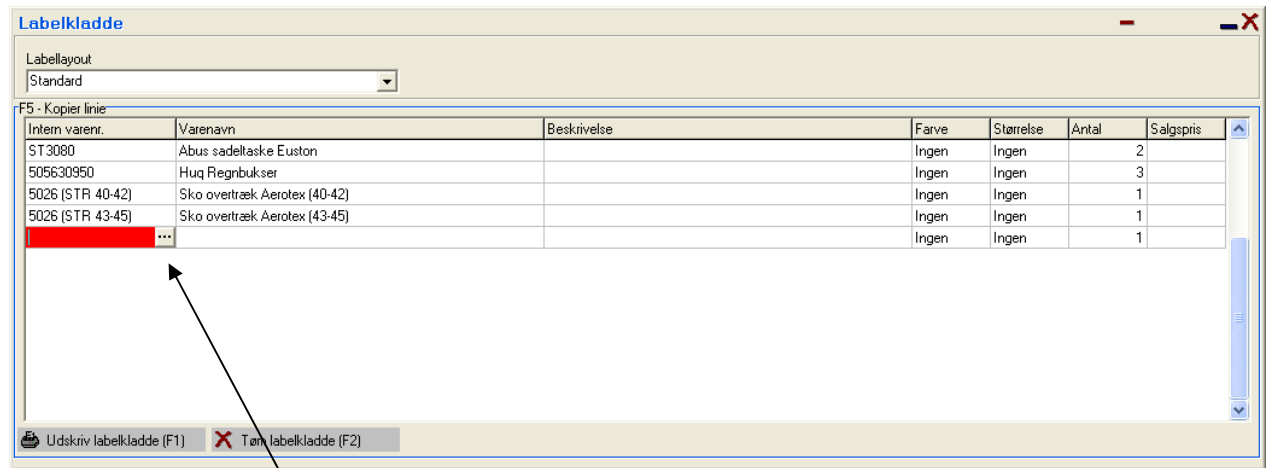 Labelkladde
Labellayout
Standard
F5 - Kopier linie
Intern varenr. Varenavn Beskrivelse Farve Størrelse Antal Salgspris
ST3080 Abus sadeltaske Euston Ingen Ingen 2
505630950 Huq Regnbukser Ingen Ingen 3
5026 (STR 40-42) Sko overtræk Aerotex (40-42) Ingen Ingen 1
5026 (STR 43-45) Sko overtræk Aerotex (43-45) Ingen Ingen 1
... Ingen Ingen 1
Udskriv labelkladde (F1) Tøm labelkladde (F2)